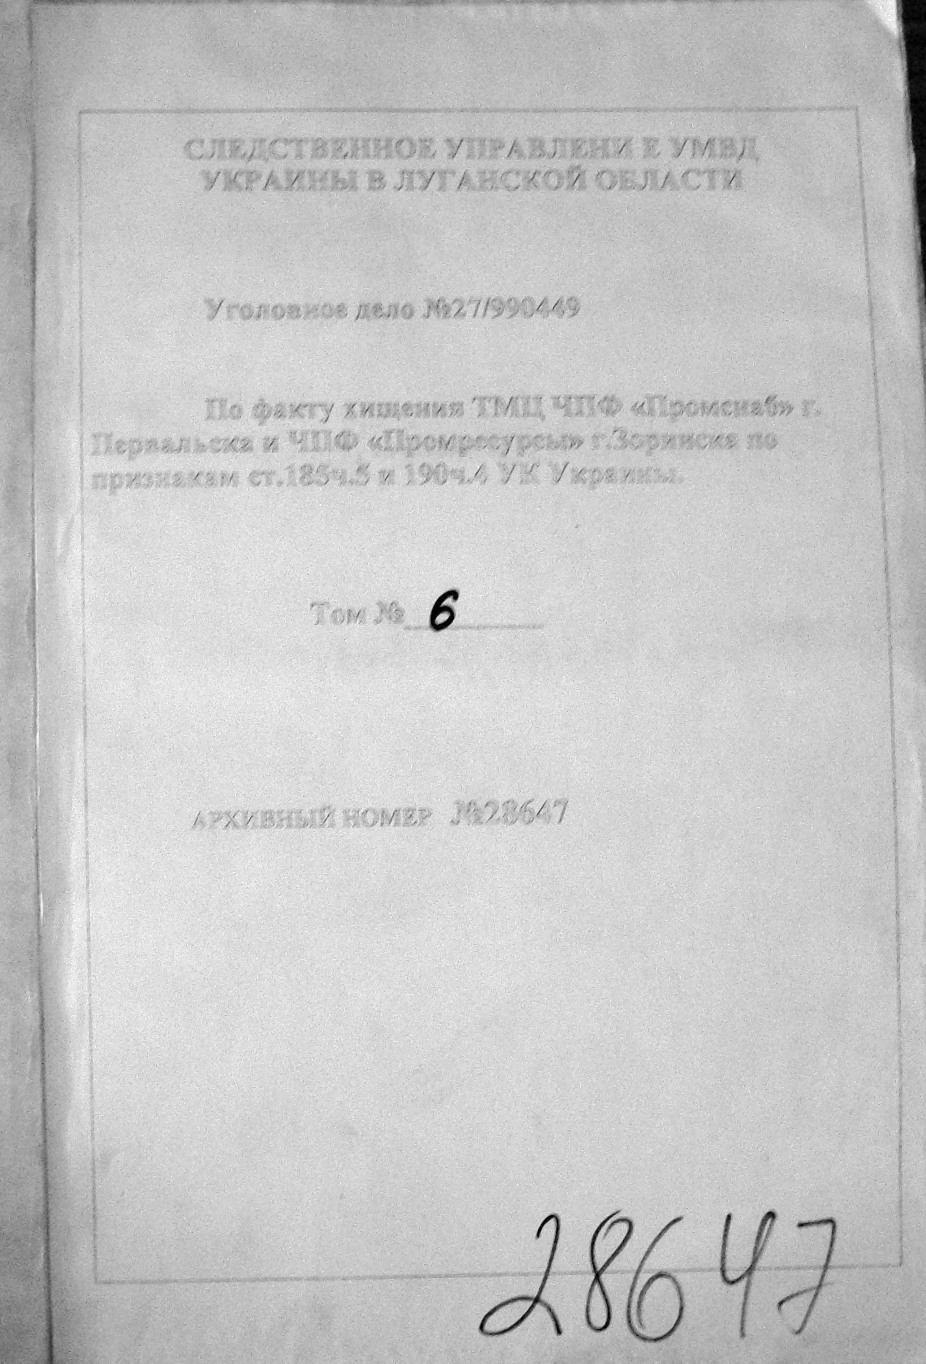 СЛЕДСТВЕННОЕ УПРАВЛЕНИ Е УМВД
УКРАИНЫ В ЛУГАНСКОЙ ОБЛАСТИ
Уголовное дело №27/990449
По факту хищения ТМЦ ЧПФ «Промснаб» г.
Первальска и ЧПФ «Промресурсы» г.Зоринска по
признакам ст.185ч.5 и 190ч.4 УК Украины.
Том № 6
АРХИВНЫЙ НОМЕР №28647
28647